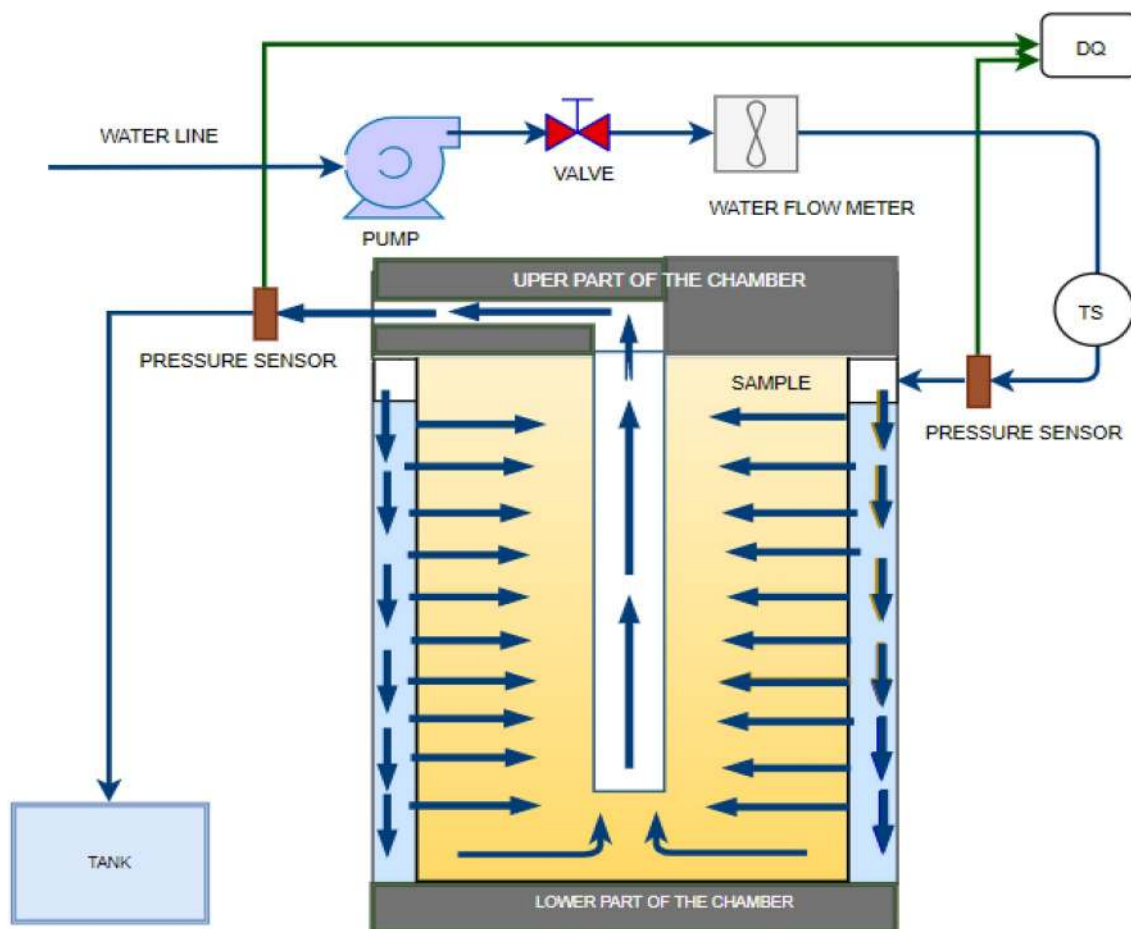 DQ
WATER LINE
VALVE
WATER FLOW METER
PUMP
UPER PART OF THE CHAMBER
TS
PRESSURE SENSOR
SAMPLE
PRESSURE SENSOR
TANK
LOWER PART OF THE CHAMBER